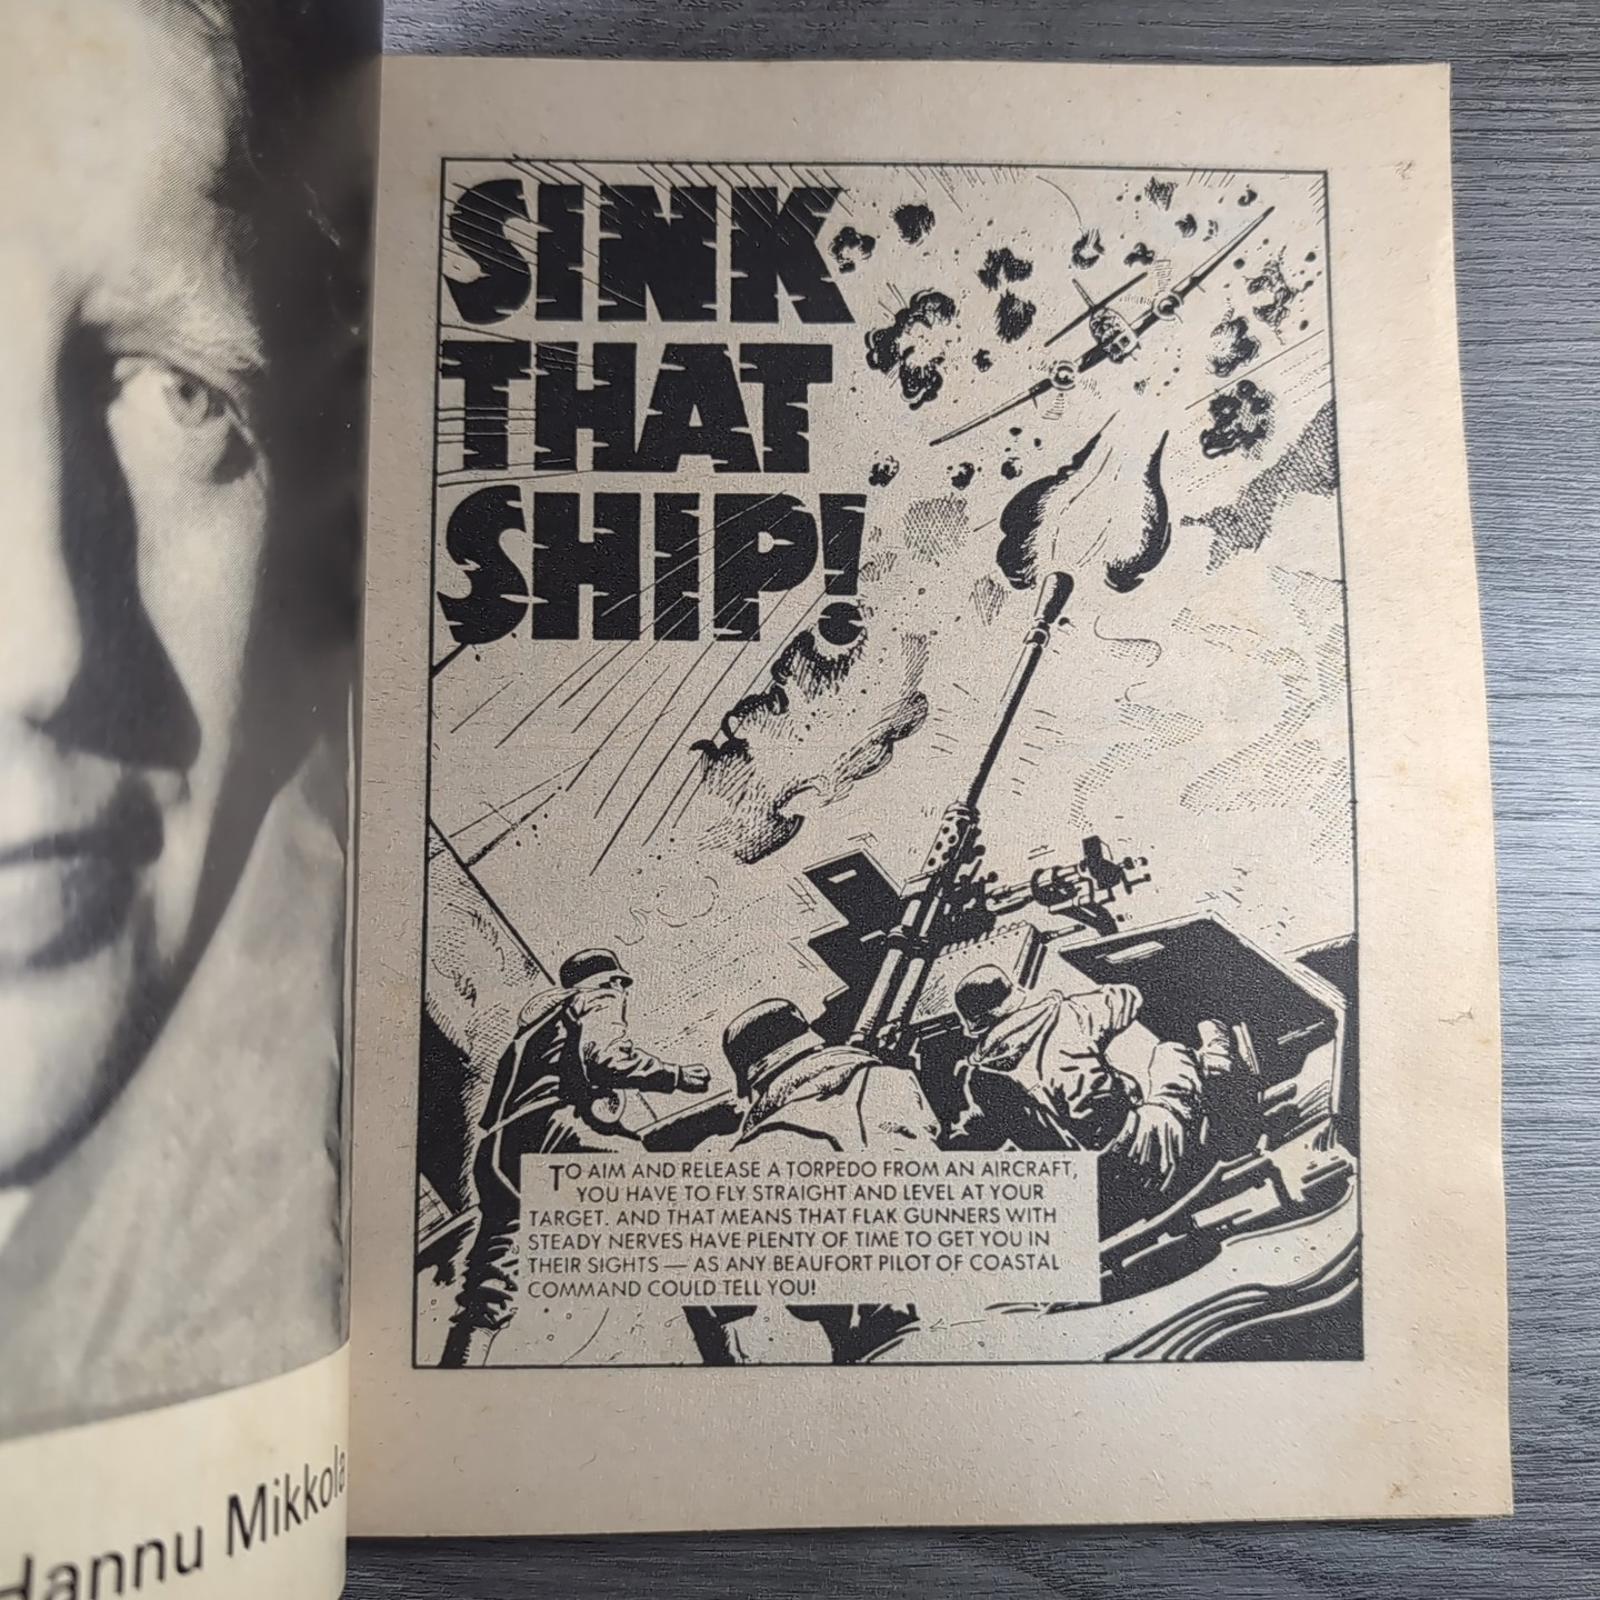 SINK
THAT
SHIP!
TO AIM AND RELEASE A TORPEDO FROM AN AIRCRAFT,
YOU HAVE TO FLY STRAIGHT AND LEVEL AT YOUR
TARGET. AND THAT MEANS THAT FLAK GUNNERS WITH
STEADY NERVES HAVE PLENTY OF TIME TO GET YOU IN
THEIR SIGHTS — AS ANY BEAUFORT PILOT OF COASTAL
COMMAND COULD TELL YOU!
Hannu Mikkola